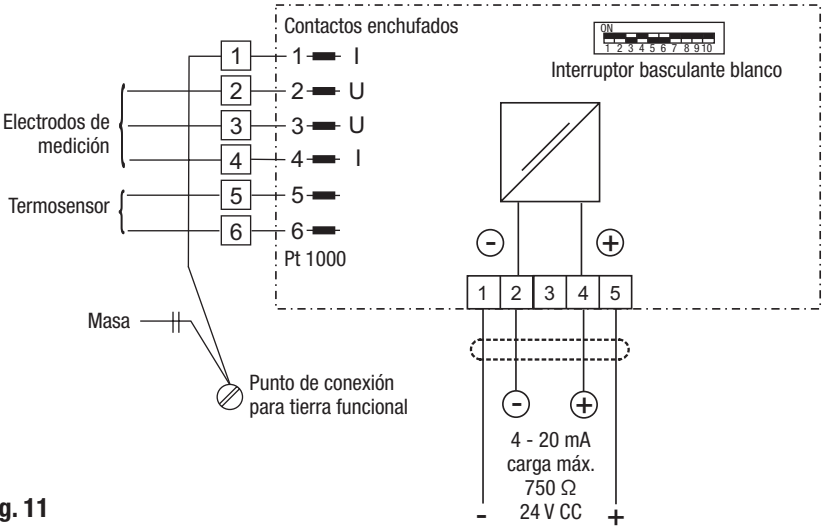 Contactos enchufados
ON
1 2 3 4 5 6 7 8 9 10
Interruptor basculante blanco
1 1 I
2 2 U
3 3 U
4 4 I
5 5
6 6
Electrodos de
medición
Termosensor
Pt 1000
- +
1 2 3 4 5
Masa
Punto de conexión
para tierra funcional
- +
4 - 20 mA
carga máx.
750 Ω
- 24 V CC +
g. 11